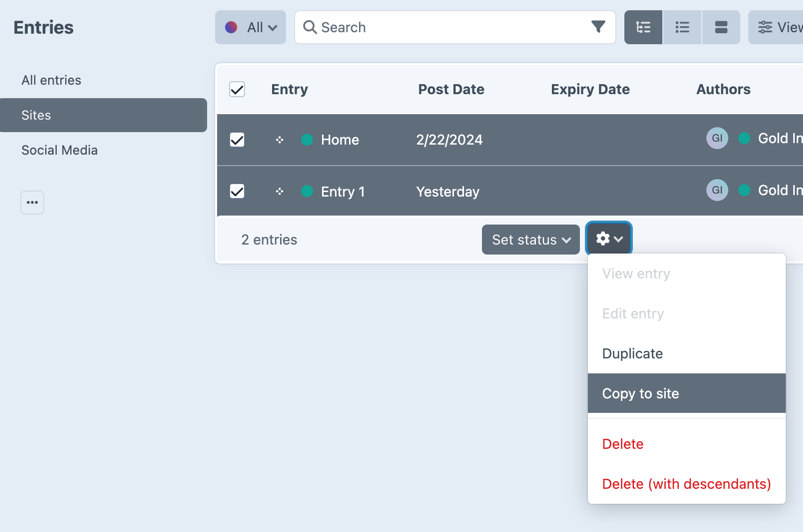 Entries
All entries
Sites
Social Media
All
Search
View
Entry
Post Date
Expiry Date
Authors
Home
2/22/2024
GI
Gold In
Entry 1
Yesterday
GI
Gold In
2 entries
Set status
View entry
Edit entry
Duplicate
Copy to site
Delete
Delete (with descendants)